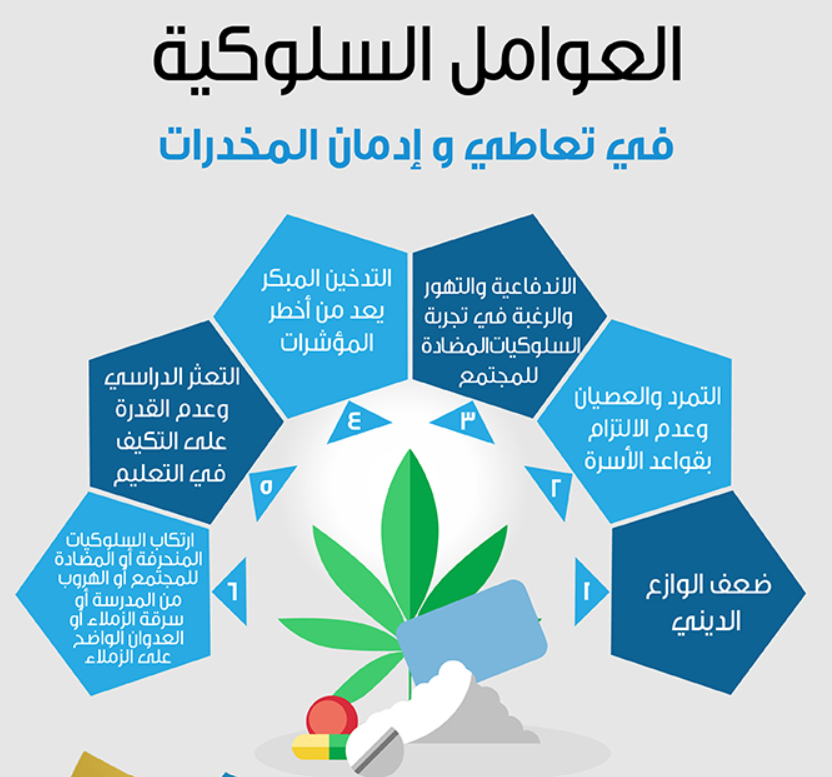 العوامل السلوكية
في تعاطي و إدمان المخدرات
١
ضعف الوازع
الديني
٢
التمرد والعصيان
وعدم الالتزام
بقواعد الأسرة
٣
الاندفاعية والتهور
والرغبة في تجربة
السلوكيات المضادة
للمجتمع
٤
التدخين المبكر
يعد من أخطر
المؤشرات
٥
التعثر الدراسي
وعدم القدرة
على التكيف
في التعليم
٦
ارتكاب السلوكيات
المنحرفة أو المضادة
للمجتمع أو الهروب
من المدرسة أو
سرقة الزملاء أو
العدوان الواضح
على الزملاء